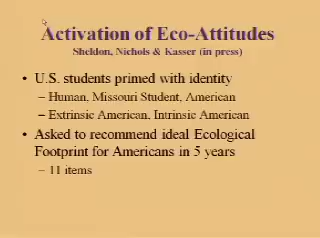 Activation of Eco-Attitudes
Sheldon, Nichols & Kasser (in press)
• U.S. students primed with identity
– Human, Missouri Student, American
– Extrinsic American, Intrinsic American
• Asked to recommend ideal Ecological
Footprint for Americans in 5 years
– 11 items